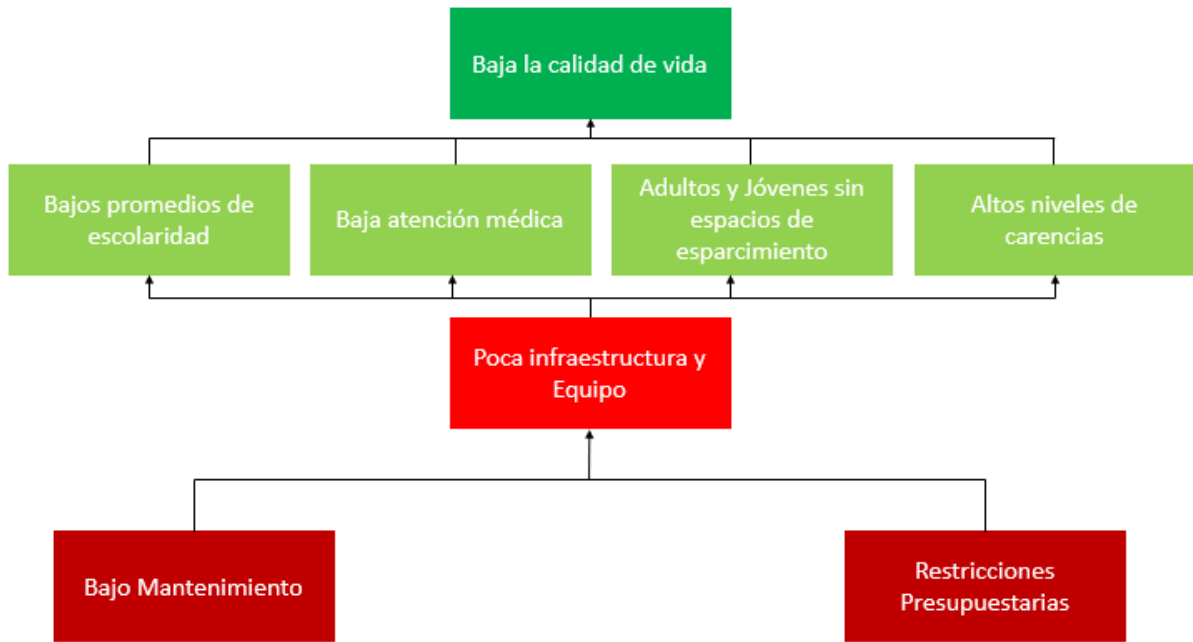 Baja la calidad de vida
Bajos promedios de
escolaridad
Baja atención médica
Adultos y Jóvenes sin
espacios de
esparcimiento
Altos niveles de
carencias
Poca infraestructura y
Equipo
Bajo Mantenimiento
Restricciones
Presupuestarias